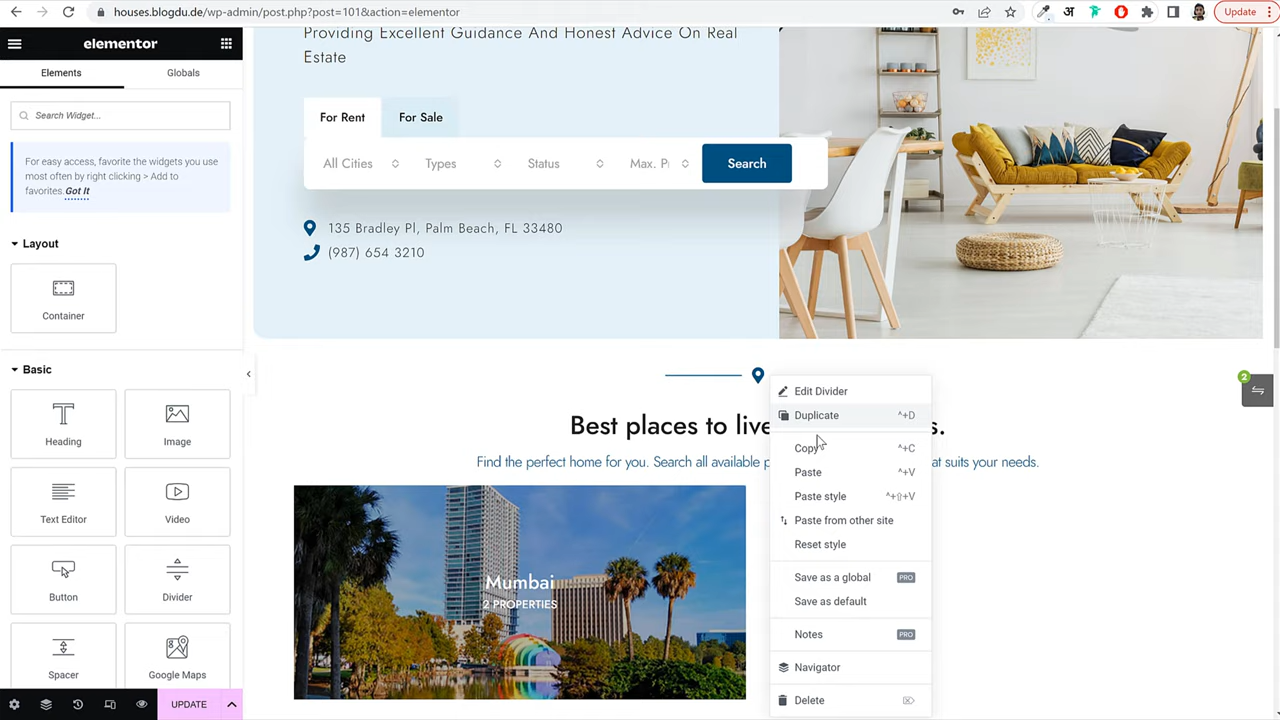 houses.blogdu.de/wp-admin/post.php?post=101&action=elementor
अ
Update
elementor
Elements
Globals
Search Widget...
For easy access, favorite the widgets you use
most often by right clicking > Add to
favorites. Got It
Layout
Container
Basic
Heading
Image
Text Editor
Video
Button
Divider
Spacer
Google Maps
UPDATE
Providing Excellent Guidance And Honest Advice On Real
Estate
For Rent
For Sale
All Cities
Types
Status
Max. Pi
Search
135 Bradley Pl, Palm Beach, FL 33480
(987) 654 3210
2
Best places to live
s.
Find the perfect home for you. Search all available p
at suits your needs.
Mumbai
2 PROPERTIES
Edit Divider
Duplicate ^+D
Copy ^+C
Paste ^+V
Paste style ^+⇧+V
Paste from other site
Reset style
Save as a global PRO
Save as default
Notes PRO
Navigator
Delete ⌦